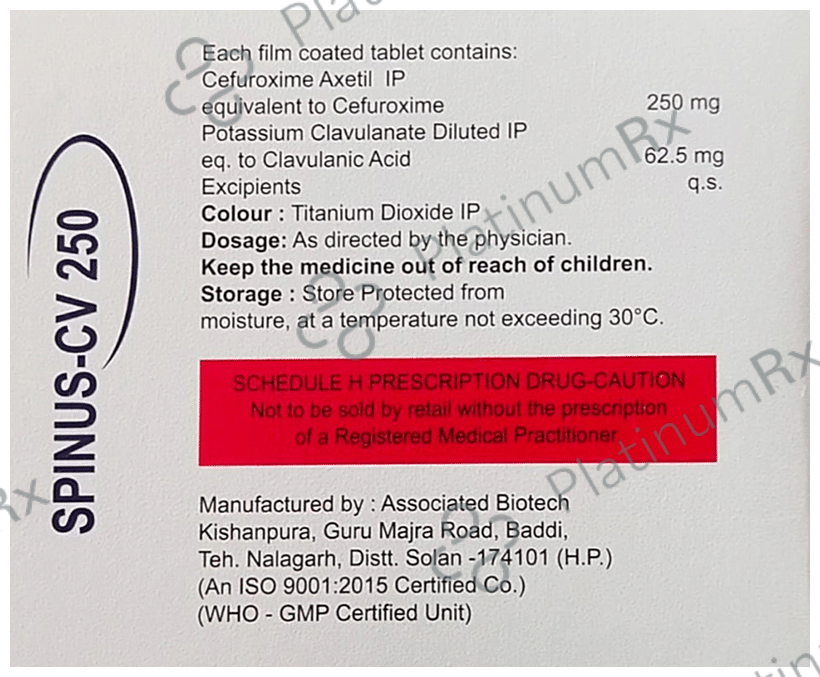 Each film coated tablet contains:
Cefuroxime Axetil IP
equivalent to Cefuroxime 250 mg
Potassium Clavulanate Diluted IP
eq. to Clavulanic Acid 62.5 mg
Excipients q.s.
Colour : Titanium Dioxide IP
Dosage: As directed by the physician.
Keep the medicine out of reach of children.
Storage : Store Protected from
moisture, at a temperature not exceeding 30°C.
SPINUS-CV 250
SCHEDULE H PRESCRIPTION DRUG-CAUTION
Not to be sold by retail without the prescription
of a Registered Medical Practitioner
Manufactured by : Associated Biotech
Kishanpura, Guru Majra Road, Baddi,
Teh. Nalagarh, Distt. Solan -174101 (H.P.)
(An ISO 9001:2015 Certified Co.)
(WHO - GMP Certified Unit)
PlatinumRx
PlatinumRx